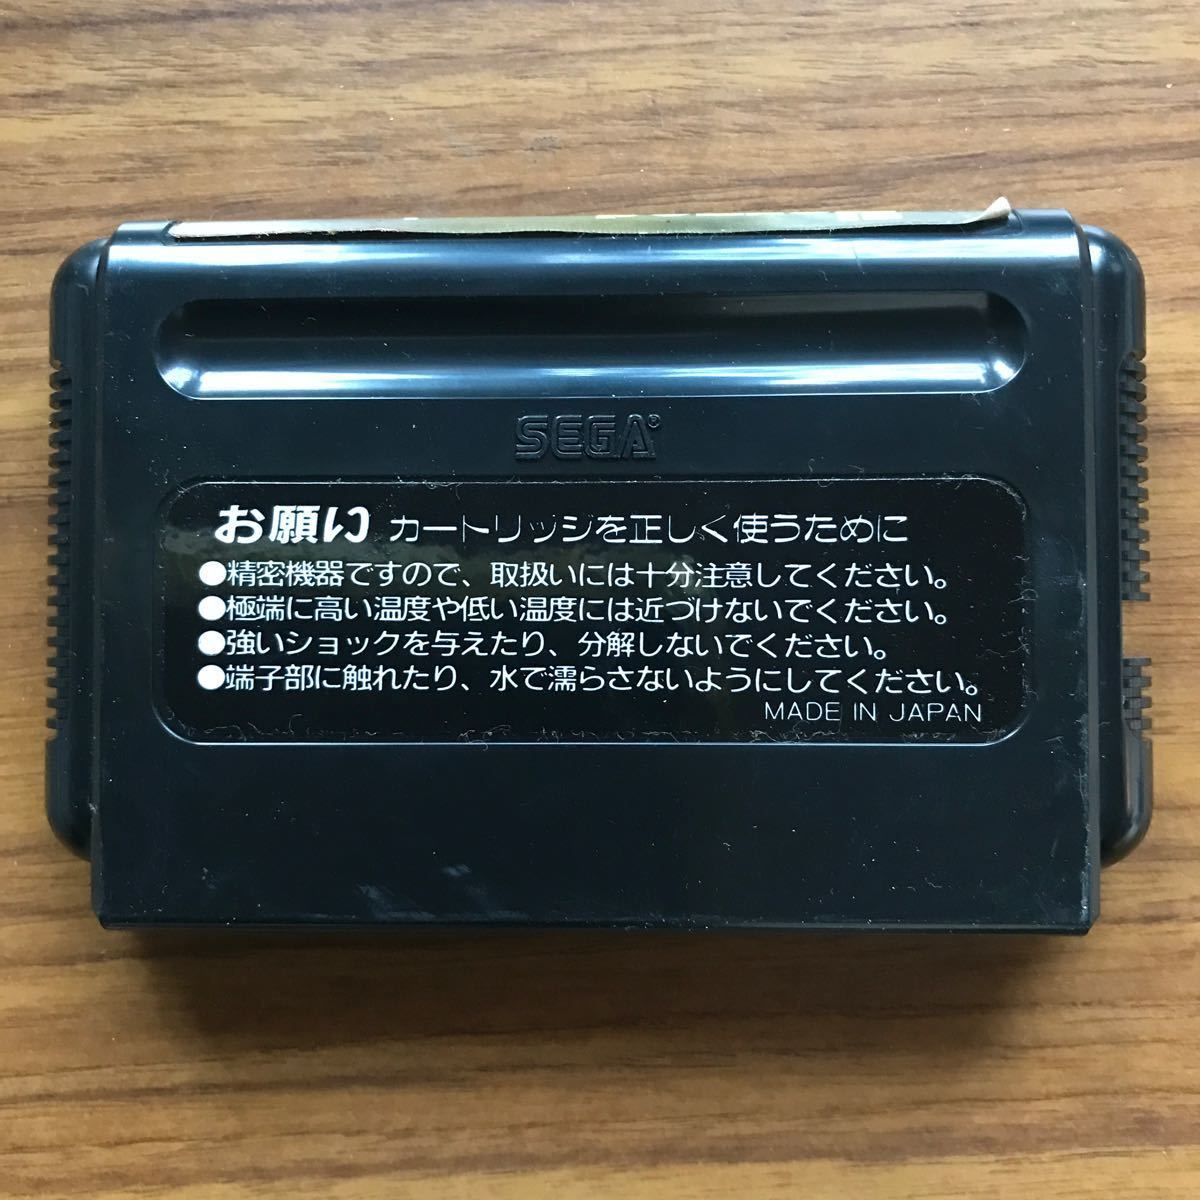 SEGA®
お願い カートリッジを正しく使うために
●精密機器ですので、取扱いには十分注意してください。
●極端に高い温度や低い温度には近づけないでください。
●強いショックを与えたり、分解しないでください。
●端子部に触れたり、水で濡らさないようにしてください。
MADE IN JAPAN